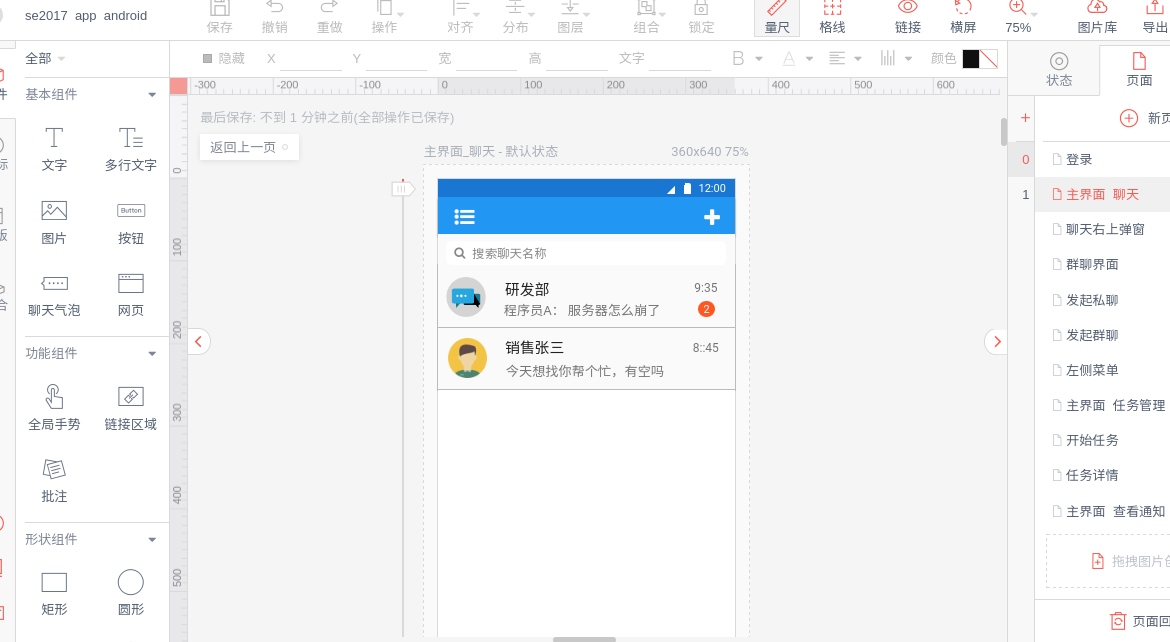 se2017 app android
保存 撤销 重做 操作 对齐 分布 图层 组合 锁定 量尺 格线 链接 横屏 75% 图片库 导出
全部
隐藏 X Y 宽 高 文字 B A 颜色
状态 页面
-300 -200 -100 0 100 200 300 400 500 600
基本组件
文字 多行文字
图片 Button 按钮
聊天气泡 网页
功能组件
全局手势 链接区域
批注
形状组件
矩形 圆形
0
100
200
300
400
500
最后保存: 不到 1 分钟之前(全部操作已保存)
返回上一页
主界面_聊天 - 默认状态 360x640 75%
12:00
搜索聊天名称
研发部 9:35
程序员A： 服务器怎么崩了 2
销售张三 8::45
今天想找你帮个忙，有空吗
+ 新页
0 登录
1 主界面 聊天
聊天右上弹窗
群聊界面
发起私聊
发起群聊
左侧菜单
主界面 任务管理
开始任务
任务详情
主界面 查看通知
拖拽图片
页面回